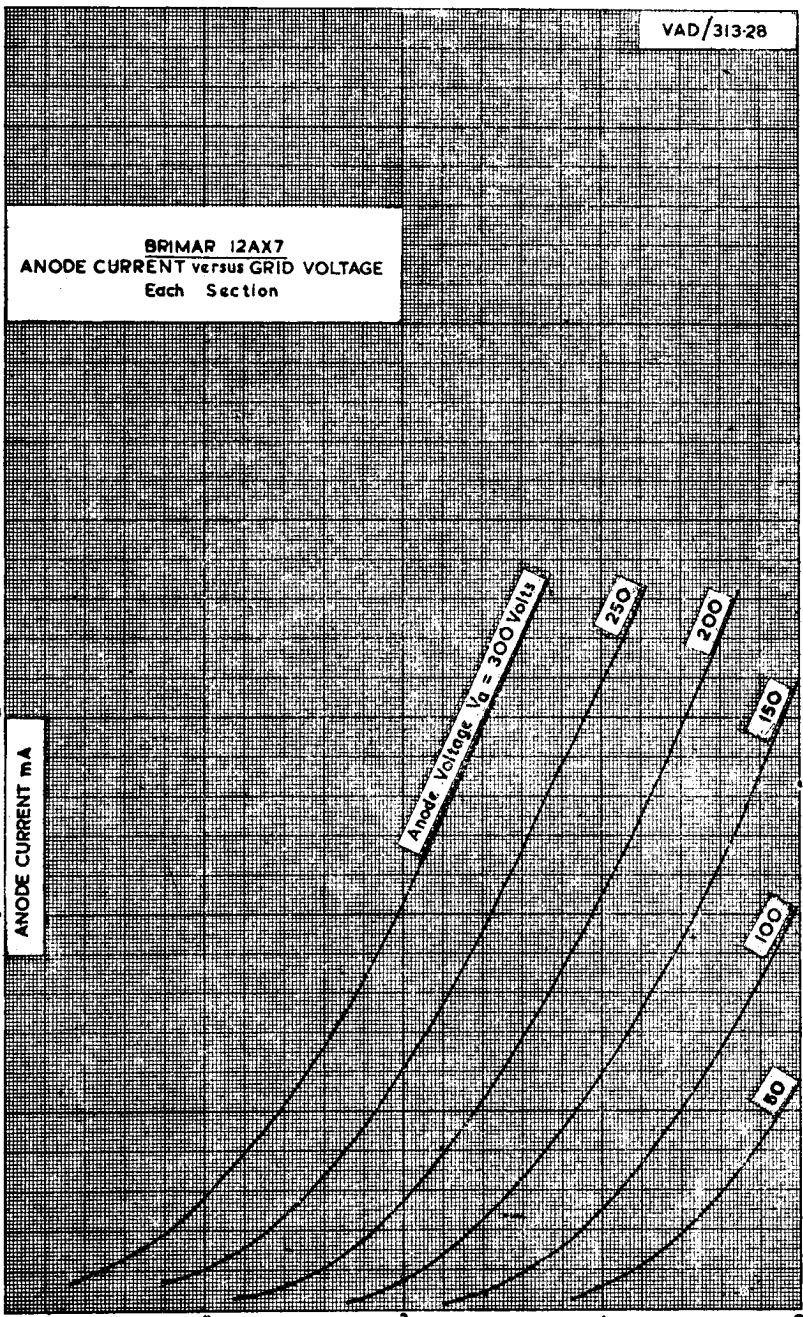 VAD/313·28
BRIMAR 12AX7
ANODE CURRENT versus GRID VOLTAGE
Each Section
Anode Voltage Va = 300 Volts
250
200
150
100
50
ANODE CURRENT mA